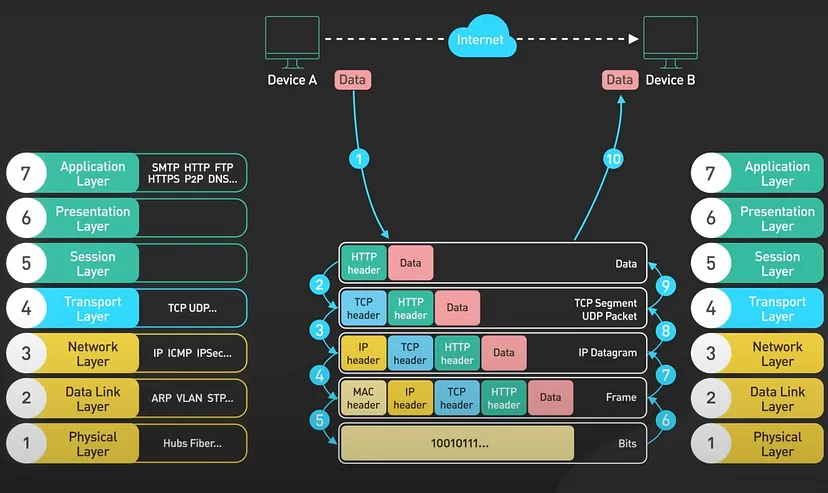 Internet
Device A
Data
Data
Device B
1
10
7
Application
Layer
SMTP HTTP FTP
HTTPS P2P DNS...
6
Presentation
Layer
5
Session
Layer
4
Transport
Layer
TCP UDP...
3
Network
Layer
IP ICMP IPSec...
2
Data Link
Layer
ARP VLAN STP...
1
Physical
Layer
Hubs Fiber...
HTTP
header
Data
Data
2
9
TCP
header
HTTP
header
Data
TCP Segment
UDP Packet
3
8
IP
header
TCP
header
HTTP
header
Data
IP Datagram
4
7
MAC
header
IP
header
TCP
header
HTTP
header
Data
Frame
5
6
10010111...
Bits
7
Application
Layer
6
Presentation
Layer
5
Session
Layer
4
Transport
Layer
3
Network
Layer
2
Data Link
Layer
1
Physical
Layer